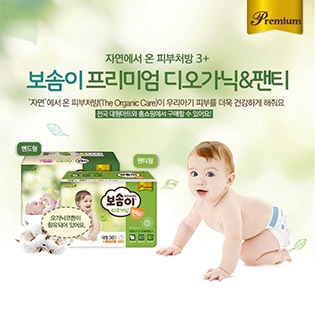 Premium
자연에서 온 피부처방 3+
보솜이 프리미엄 디오가닉&팬티
'자연'에서 온 피부처방(The Organic Care)이 우리아기 피부를 더욱 건강하게 해줘요
전국 대형마트와 홈쇼핑에서 구매할 수 있어요!
밴드형
팬티형
보솜이
오가닉코튼이
함유되어 있어요.